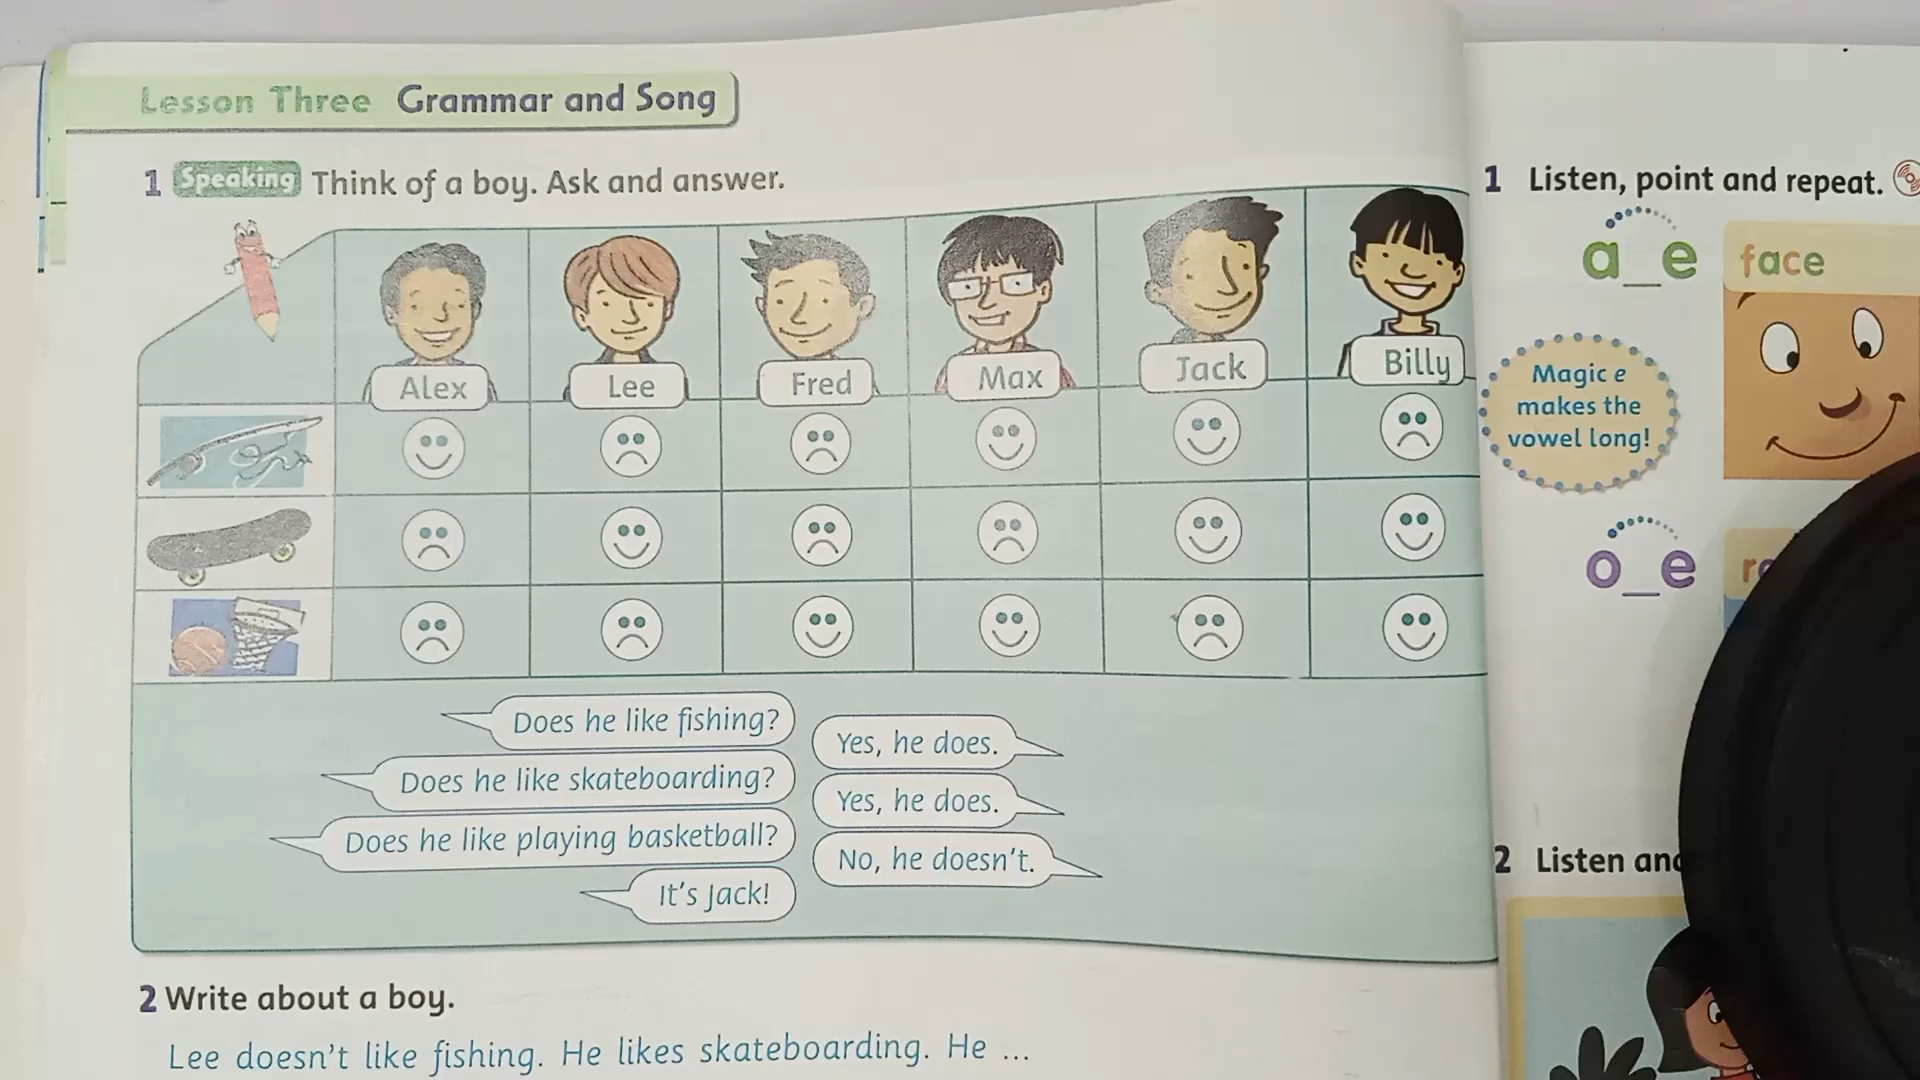 Lesson Three Grammar and Song
1 Speaking Think of a boy. Ask and answer.
Alex Lee Fred Max Jack Billy
Does he like fishing?
Yes, he does.
Does he like skateboarding?
Yes, he does.
Does he like playing basketball?
No, he doesn't.
It's Jack!
2 Write about a boy.
Lee doesn't like fishing. He likes skateboarding. He ...
1 Listen, point and repeat.
a_e face
Magic e
makes the
vowel long!
o_e
2 Listen and